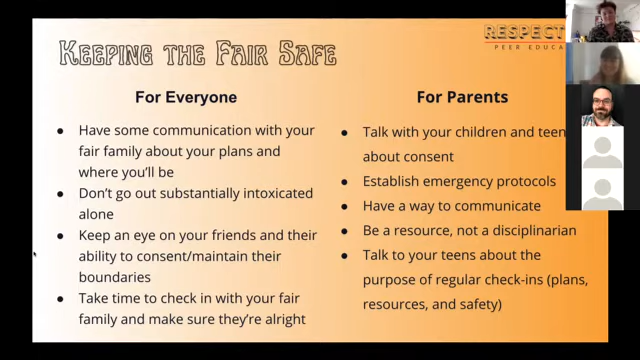 RESPECT
PEER EDUCA
KEEPING THE FAIR SAFE
For Everyone
● Have some communication with your
fair family about your plans and
where you'll be
● Don't go out substantially intoxicated
alone
● Keep an eye on your friends and their
ability to consent/maintain their
boundaries
● Take time to check in with your fair
family and make sure they're alright
For Parents
● Talk with your children and teen
about consent
● Establish emergency protocols
● Have a way to communicate
● Be a resource, not a disciplinarian
● Talk to your teens about the
purpose of regular check-ins (plans,
resources, and safety)